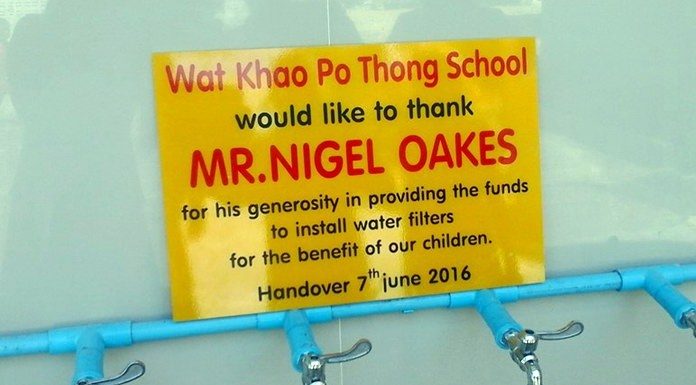 Wat Khao Po Thong School
would like to thank
MR.NIGEL OAKES
for his generosity in providing the funds
to install water filters
for the benefit of our children.
Handover 7th june 2016